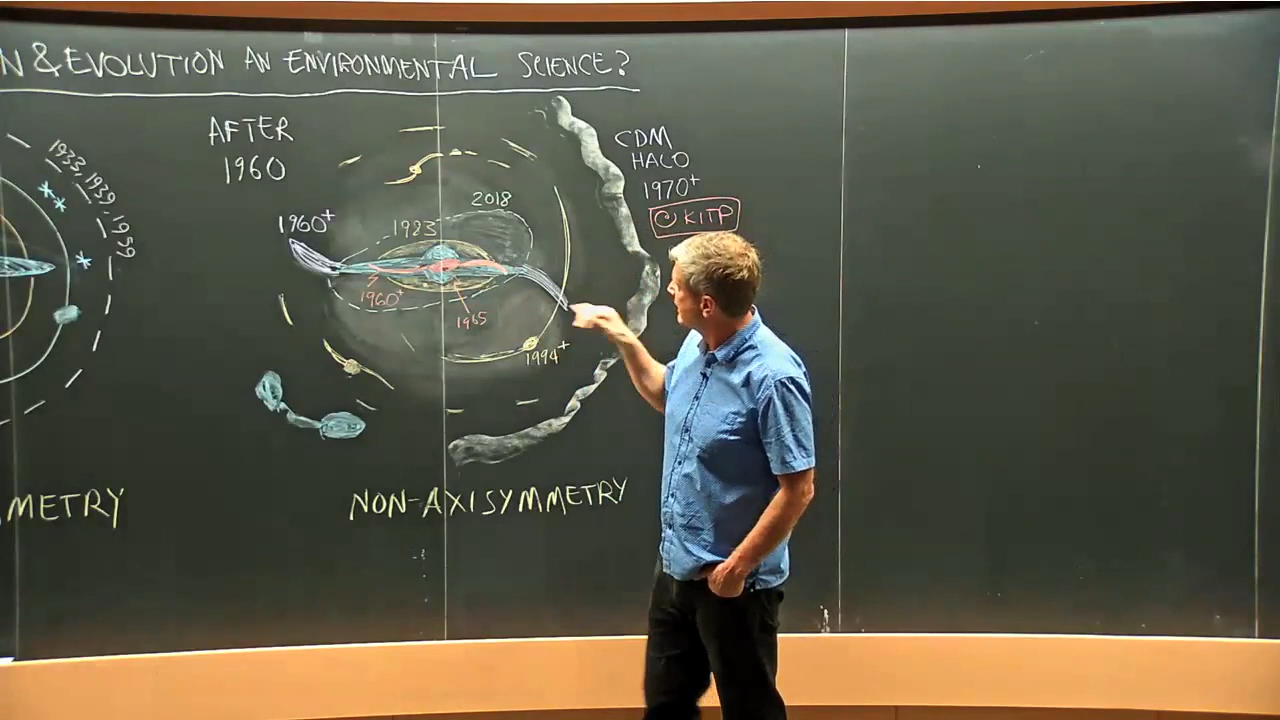 N & EVOLUTION AN ENVIRONMENTAL SCIENCE?
1933, 1939, 1959
METRY
AFTER
1960
1960+
1983
2018
1960+
1965
1994+
CDM
HALO
1970+
@ KITP
NON-AXISYMMETRY